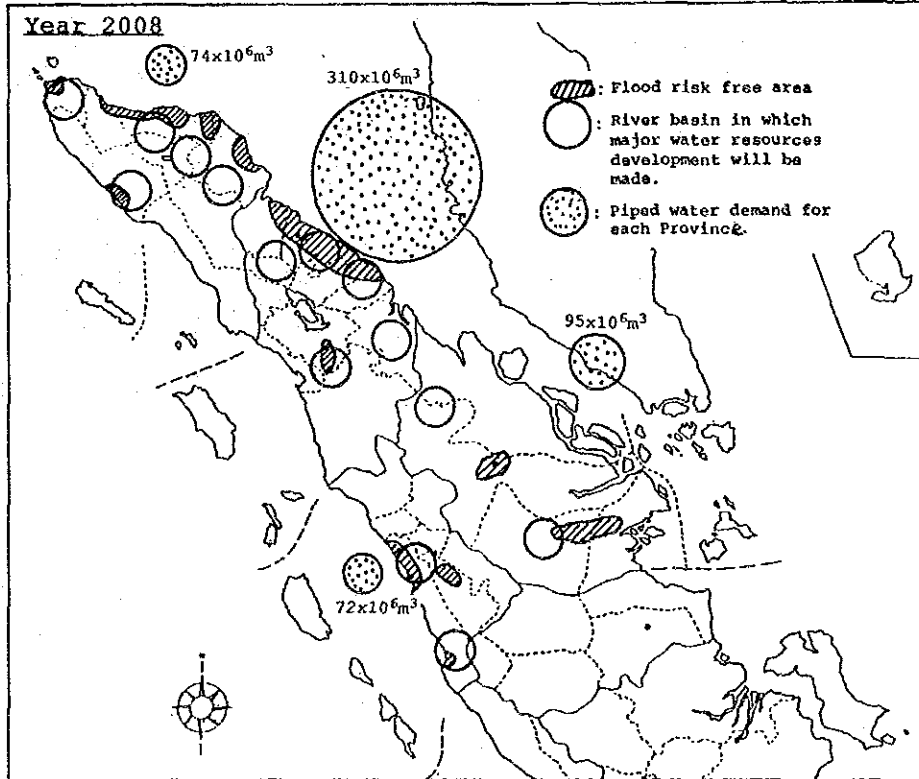 Year 2008
74x10⁶m³
310x10⁶m³
: Flood risk free area
: River basin in which
major water resources
development will be
made.
: Piped water demand for
each Province.
95x10⁶m³
72x10⁶m³